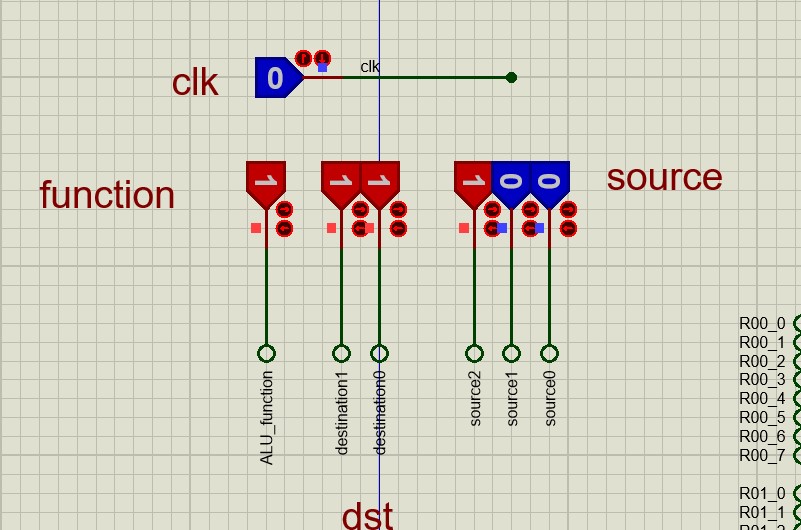 clk
0
clk
function
1
1
1
1
0
0
source
ALU_function
destination1
destination0
source2
source1
source0
R00_0
R00_1
R00_2
R00_3
R00_4
R00_5
R00_6
R00_7
R01_0
R01_1
dst